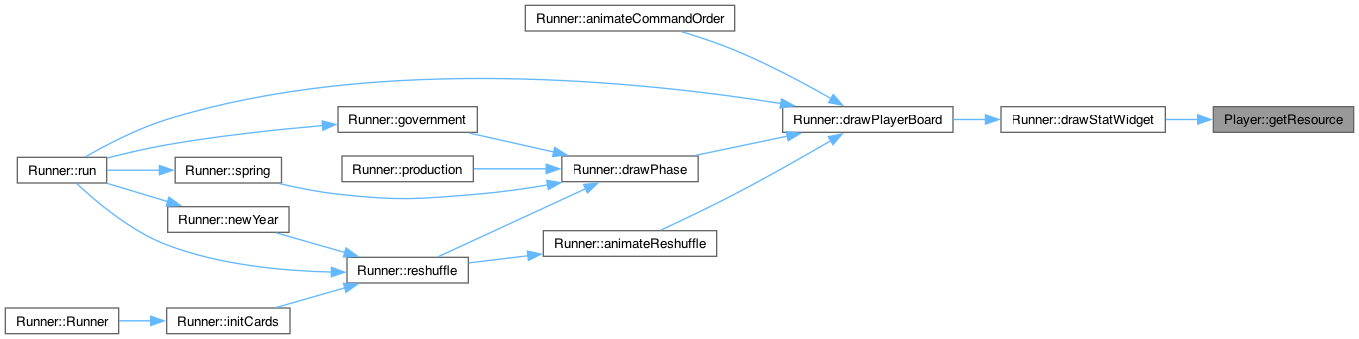 Runner::animateCommandOrder
Runner::government
Runner::drawPlayerBoard
Runner::drawStatWidget
Player::getResource
Runner::run
Runner::spring
Runner::production
Runner::drawPhase
Runner::newYear
Runner::animateReshuffle
Runner::reshuffle
Runner::Runner
Runner::initCards